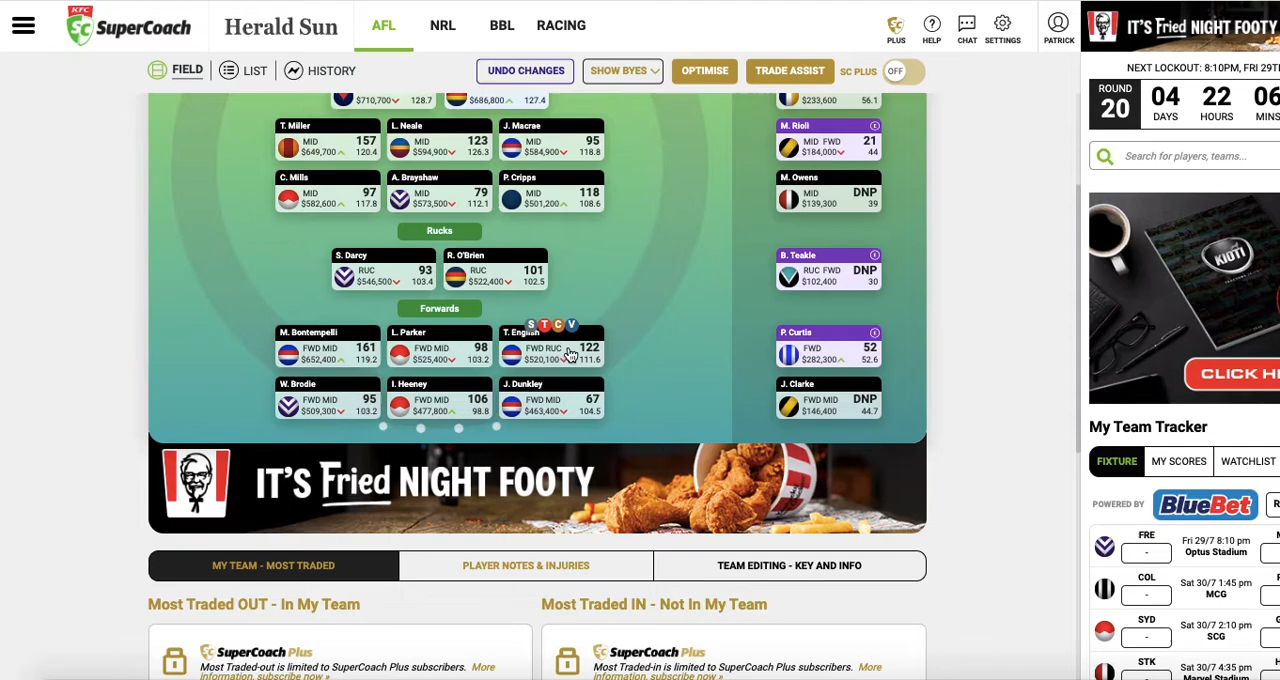 KFC
SUPERCOACH
Herald Sun
AFL
NRL
BBL
RACING
SC
PLUS
HELP
CHAT
SETTINGS
PATRICK
IT'S Fried NIGHT FOOTY
FIELD
LIST
HISTORY
UNDO CHANGES
SHOW BYES
OPTIMISE
TRADE ASSIST
SC PLUS
OFF
NEXT LOCKOUT: 8:10PM, FRI 29TH
ROUND
20
04
DAYS
22
HOURS
06
MINS
Search for players, teams...
$710,700 128.7
$686,800 127.4
$233,600 56.1
T. Miller
MID 157
$649,700 120.4
L. Neale
MID 123
$594,900 126.3
J. Macrae
MID 95
$584,900 118.8
M. Rioli
MID FWD 21
$184,000 44
C. Mills
MID 97
$582,600 117.8
A. Brayshaw
MID 79
$573,500 112.1
P. Cripps
MID 118
$501,200 108.6
M. Owens
MID DNP
$139,300 39
Rucks
S. Darcy
RUC 93
$546,500 103.4
R. O'Brien
RUC 101
$522,400 102.5
B. Teakle
RUC FWD DNP
$102,400 30
Forwards
M. Bontempelli
FWD MID 161
$652,400 119.2
L. Parker
FWD MID 98
$525,400 103.2
S T C V
T. English
FWD RUC 122
$520,100 111.6
P. Curtis
FWD 52
$282,300 52.6
W. Brodie
FWD MID 95
$509,300 103.2
I. Heeney
FWD MID 106
$477,800 98.8
J. Dunkley
FWD MID 67
$463,400 104.5
J. Clarke
FWD MID DNP
$146,400 44.7
KFC
IT'S Fried NIGHT FOOTY
KIOTI
CLICK HE
MY TEAM - MOST TRADED
PLAYER NOTES & INJURIES
TEAM EDITING - KEY AND INFO
Most Traded OUT - In My Team
Most Traded IN - Not In My Team
SC SuperCoach Plus
Most Traded-out is limited to SuperCoach Plus subscribers. More
information, subscribe now »
SC SuperCoach Plus
Most Traded-in is limited to SuperCoach Plus subscribers. More
information, subscribe now »
My Team Tracker
FIXTURE
MY SCORES
WATCHLIST
POWERED BY
BlueBet
R
FRE
-
Fri 29/7 8:10 pm
Optus Stadium
COL
-
Sat 30/7 1:45 pm
MCG
SYD
-
Sat 30/7 2:10 pm
SCG
STK
Sat 30/7 4:35 pm
Marvel Stadium